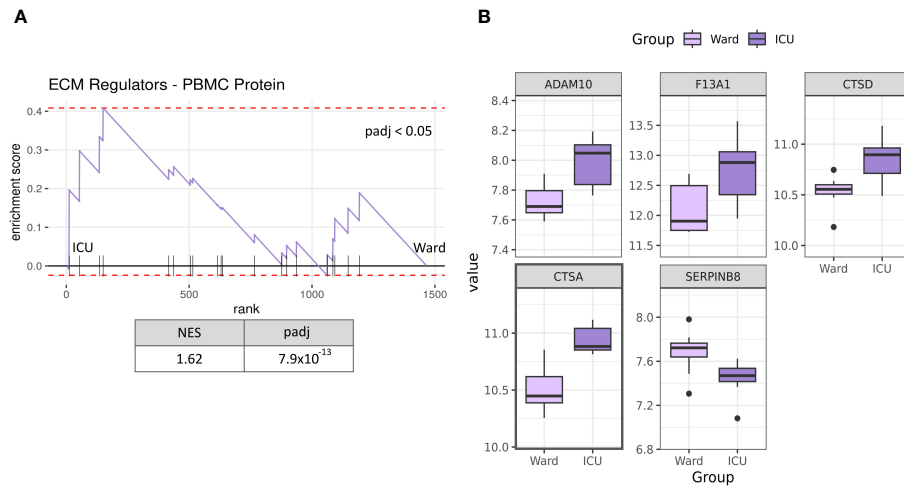 A
ECM Regulators - PBMC Protein
padj < 0.05
enrichment score
0.4
0.3
0.2
0.1
0.0
ICU
Ward
0
500
1000
1500
rank
NES padj
1.62 7.9x10⁻¹³
B
Group Ward ICU
value
ADAM10
8.4
8.2
8.0
7.8
7.6
7.4
F13A1
13.5
13.0
12.5
12.0
11.5
CTSD
11.0
10.5
10.0
Ward ICU
CTSA
11.0
10.5
10.0
Ward ICU
SERPINB8
8.0
7.6
7.2
6.8
Ward ICU
Group